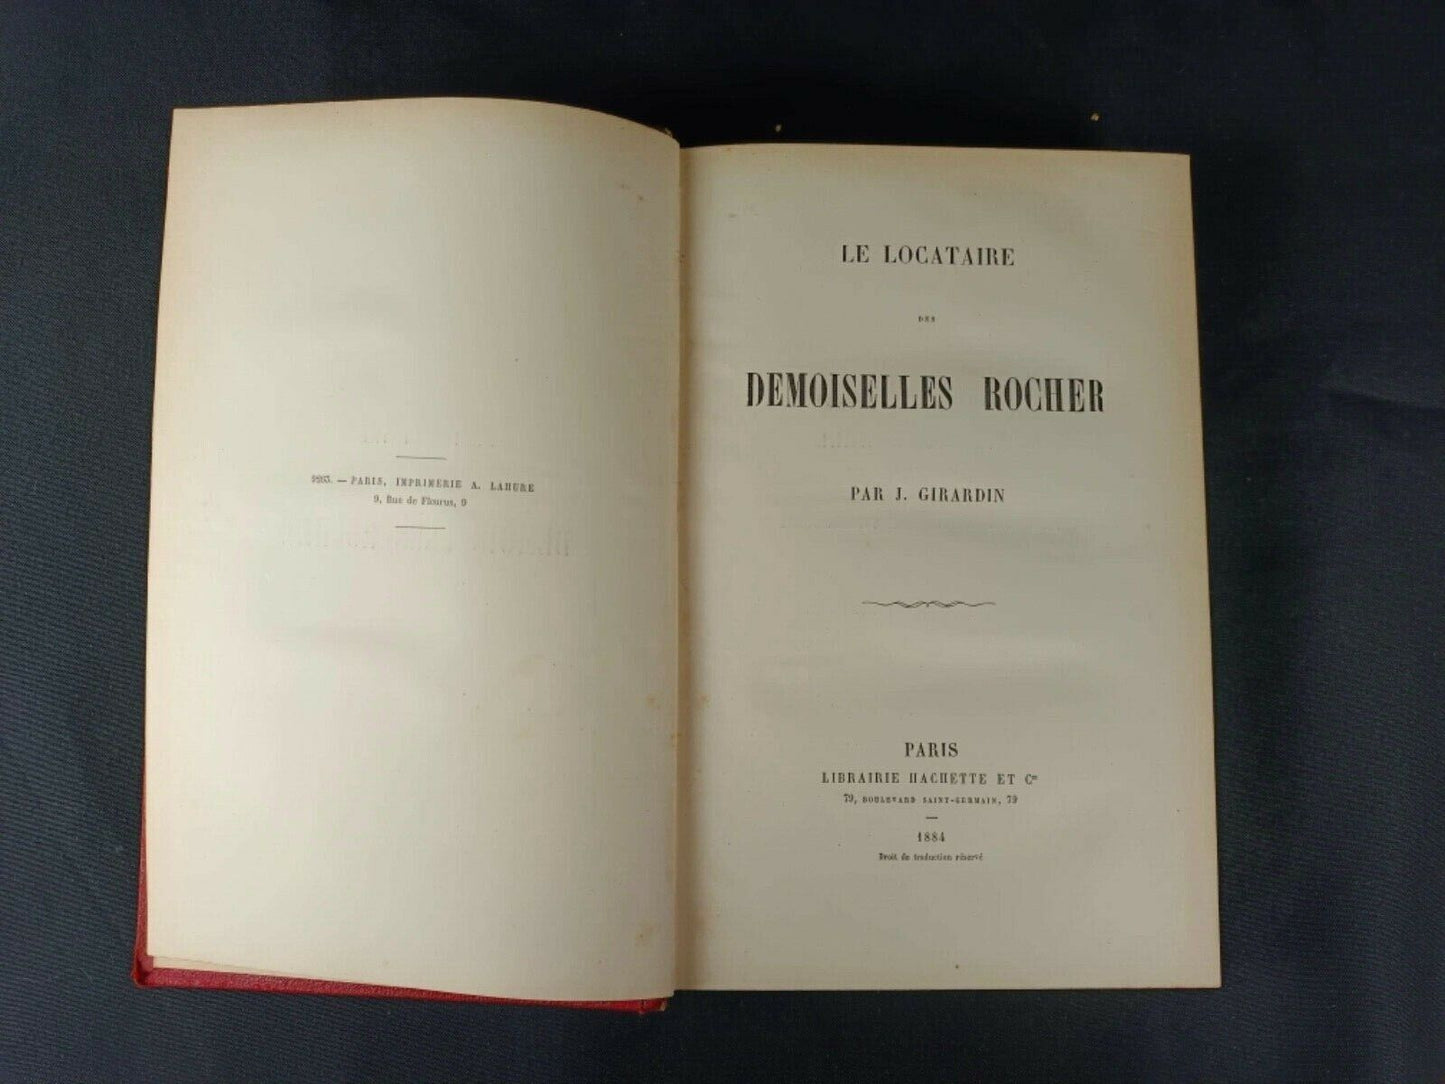 9263. — PARIS, IMPRIMERIE A. LAHURE
9, Rue de Fleurus, 9
LE LOCATAIRE
DES
DEMOISELLES ROCHER
PAR J. GIRARDIN
PARIS
LIBRAIRIE HACHETTE ET Cie
79, BOULEVARD SAINT-GERMAIN, 79
1884
Droit de traduction réservé